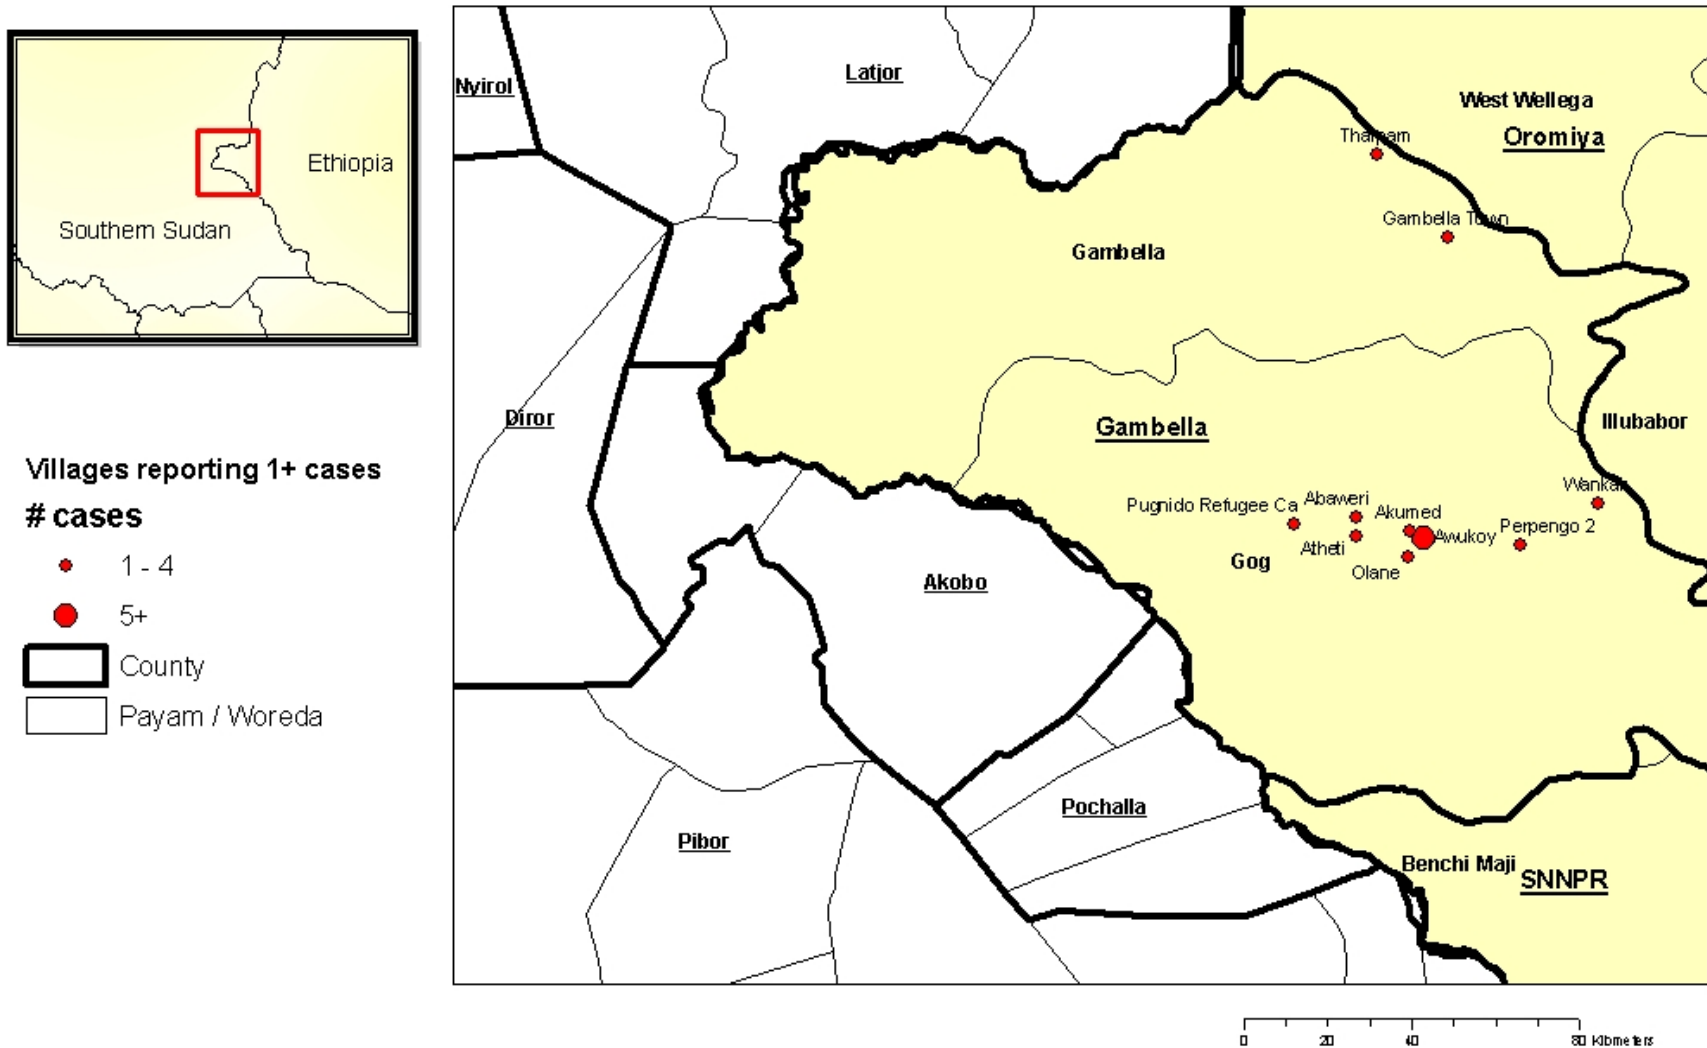 Ethiopia
Southern Sudan
Villages reporting 1+ cases
# cases
1 - 4
5+
County
Payam / Woreda
Nyirol
Latjor
West Wellega
Oromiya
Gambella Town
Gambella
Diror
Gambella
Illubabor
Pugnido Refugee Ca
Abaweri
Akumed
Awukoy
Perpengo 2
Atheti
Gog
Olane
Akobo
Pochalla
Pibor
Benchi Maji
SNNPR
0 20 40 80 Kilometers